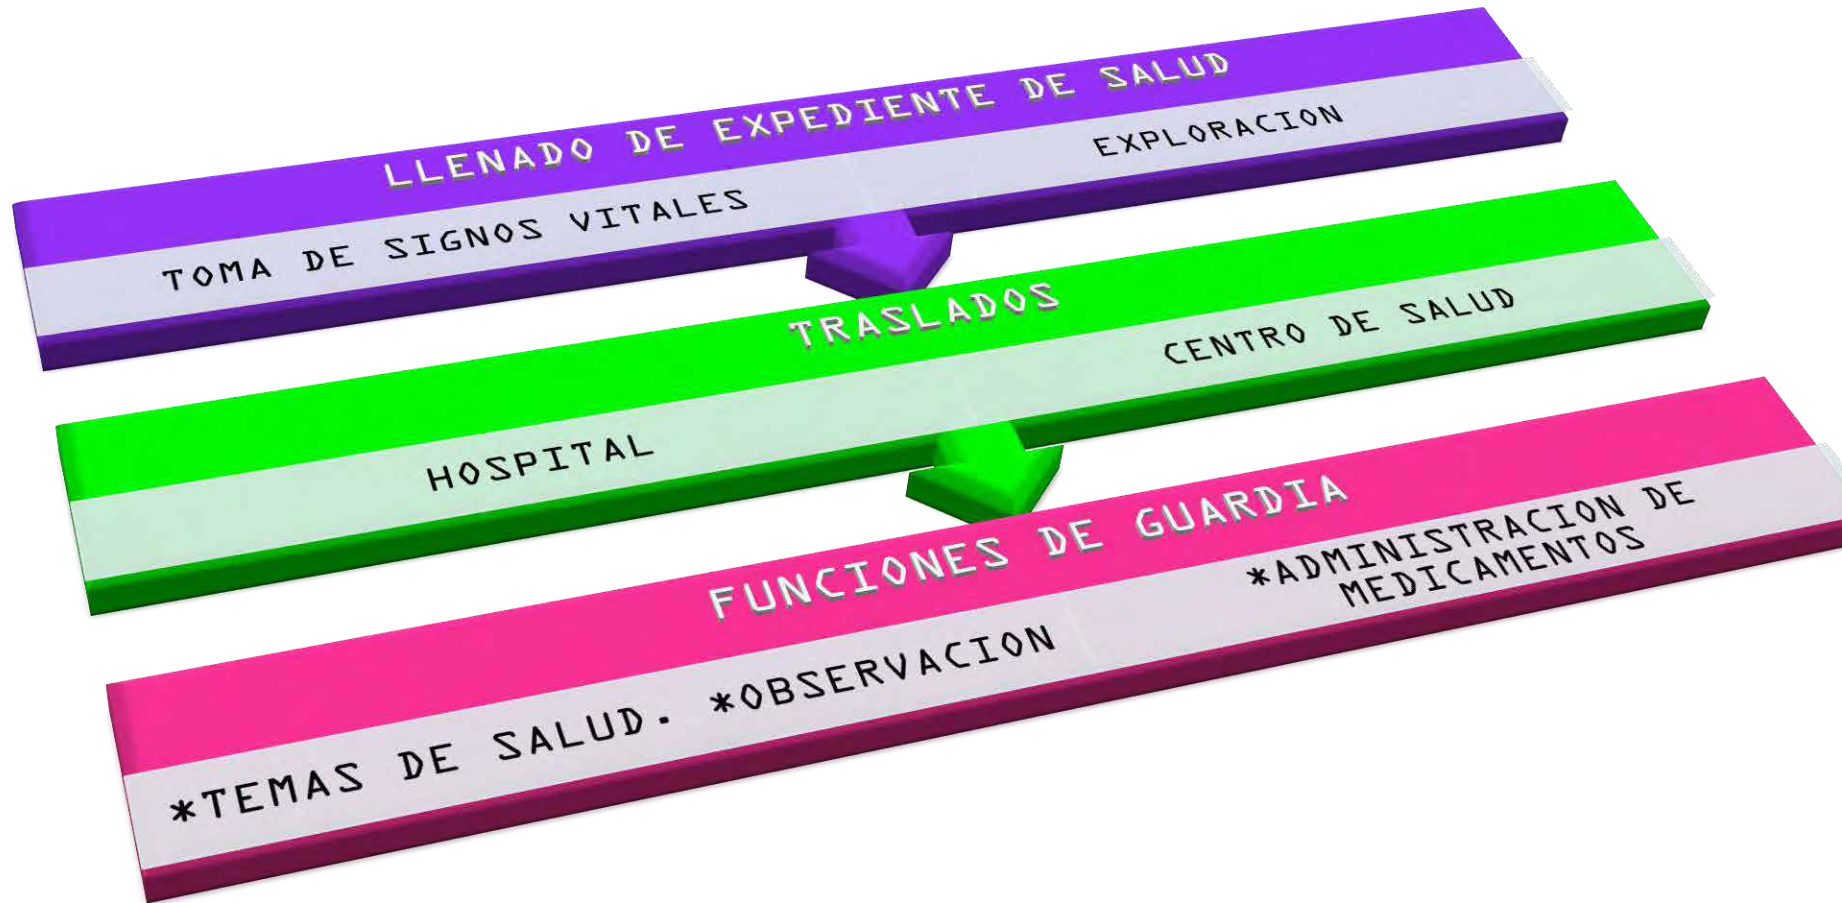 LLENADO DE EXPEDIENTE DE SALUD
TOMA DE SIGNOS VITALES
EXPLORACION
TRASLADOS
HOSPITAL
CENTRO DE SALUD
FUNCIONES DE GUARDIA
*TEMAS DE SALUD. *OBSERVACION
*ADMINISTRACION DE
MEDICAMENTOS